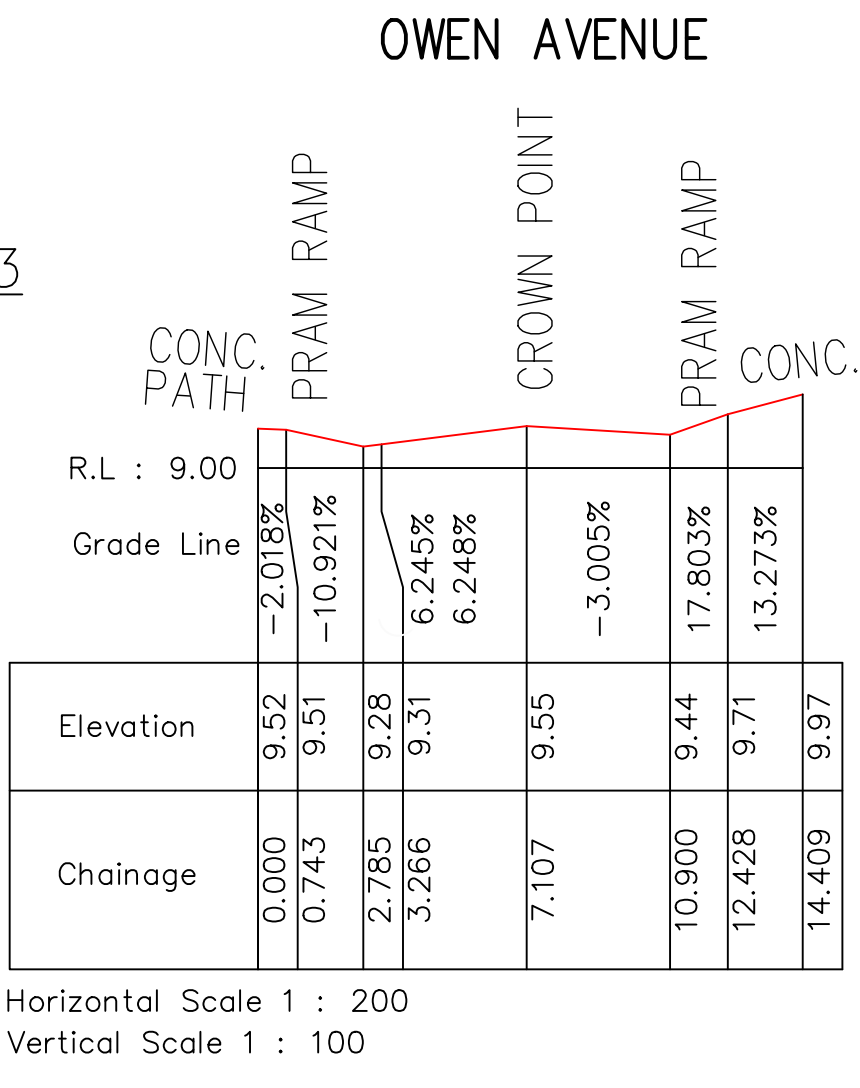 OWEN AVENUE
3
CONC.
PATH
PRAM RAMP
CROWN POINT
PRAM RAMP
CONC.
R.L : 9.00
Grade Line
-2.018%
-10.921%
6.245%
6.248%
-3.005%
17.803%
13.273%
Elevation
9.52
9.51
9.28
9.31
9.55
9.44
9.71
9.97
Chainage
0.000
0.743
2.785
3.266
7.107
10.900
12.428
14.409
Horizontal Scale 1 : 200
Vertical Scale 1 : 100